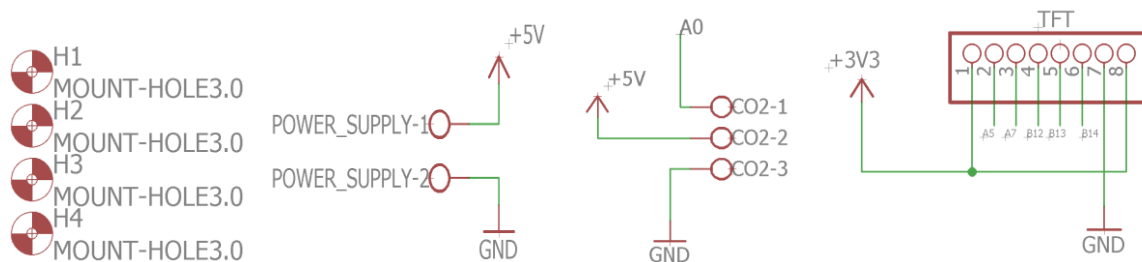 H1
MOUNT-HOLE3.0
H2
MOUNT-HOLE3.0
H3
MOUNT-HOLE3.0
H4
MOUNT-HOLE3.0
+5V
POWER_SUPPLY-1
POWER_SUPPLY-2
GND
A0
+5V
CO2-1
CO2-2
CO2-3
GND
+3V3
TFT
1 2 3 4 5 6 7 8
A5 A7 B12 B13 B14
GND